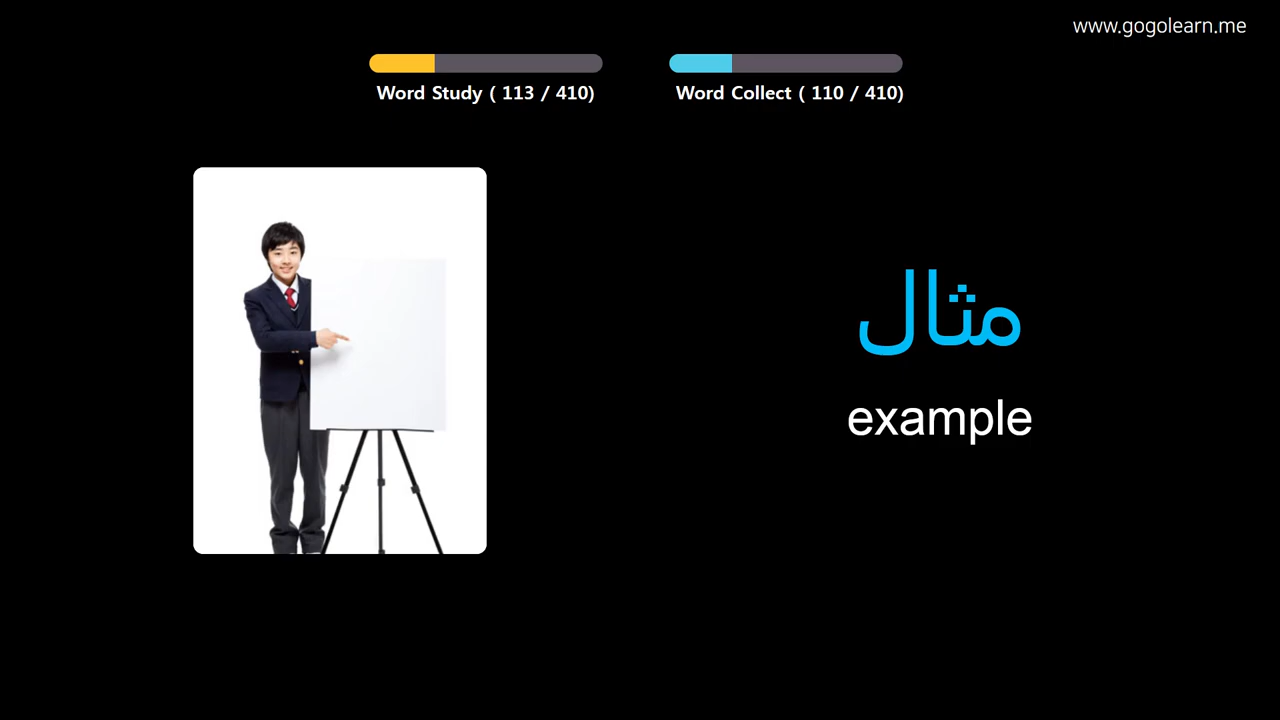 www.gogolearn.me
Word Study ( 113 / 410)
Word Collect ( 110 / 410)
مثال
example